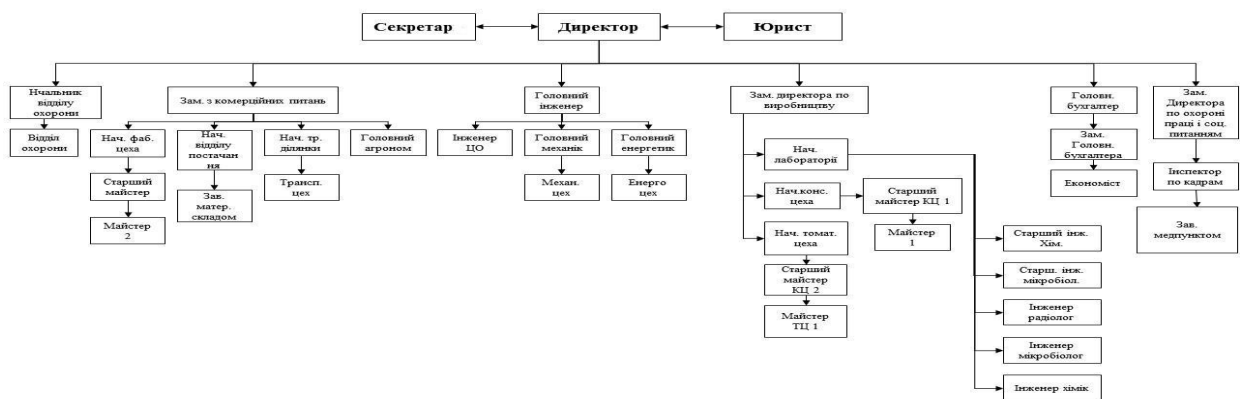 Секретар
Директор
Юрист
Нчальник
відділу
охорони
Зам. з комерційних питань
Головний
інженер
Зам. директора по
виробництву
Головн.
бухгалтер
Зам.
Директора
по охороні
праці і соц.
питанням
Відділ
охорони
Нач. фаб.
цеха
Нач.
відділу
постачан
ня
Нач. тр.
ділянки
Головний
агроном
Інженер
ЦО
Головний
механік
Головний
енергетик
Нач.
лабораторії
Зам.
Головн.
бухгалтера
Старший
майстер
Зав.
матер.
складом
Трансп.
цех
Механ.
цех
Енерго
цех
Нач.конс.
цеха
Старший
майстер КЦ 1
Економіст
Інспектор
по кадрам
Майстер
2
Нач. томат.
цеха
Майстер
1
Старший інж.
Хім.
Зав.
медпунктом
Старший
майстер
КЦ 2
Старш. інж.
мікробіол.
Майстер
ТЦ 1
Інженер
радіолог
Інженер
мікробіолог
Інженер хімік